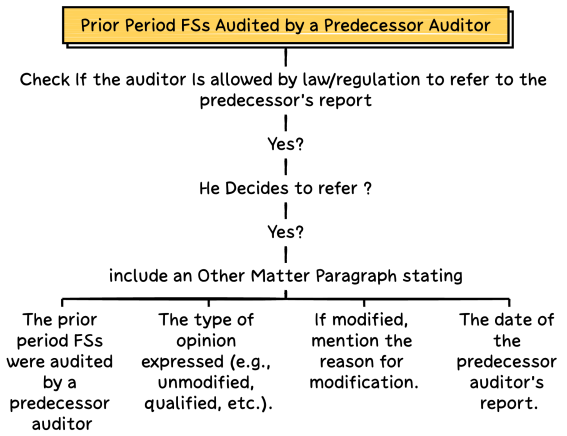 Prior Period FSs Audited by a Predecessor Auditor
Check If the auditor Is allowed by law/regulation to refer to the
predecessor's report
Yes?
He Decides to refer ?
Yes?
include an Other Matter Paragraph stating
The prior
period FSs
were audited
by a
predecessor
auditor
The type of
opinion
expressed (e.g.,
unmodified,
qualified, etc.).
If modified,
mention the
reason for
modification.
The date of
the
predecessor
auditor's
report.